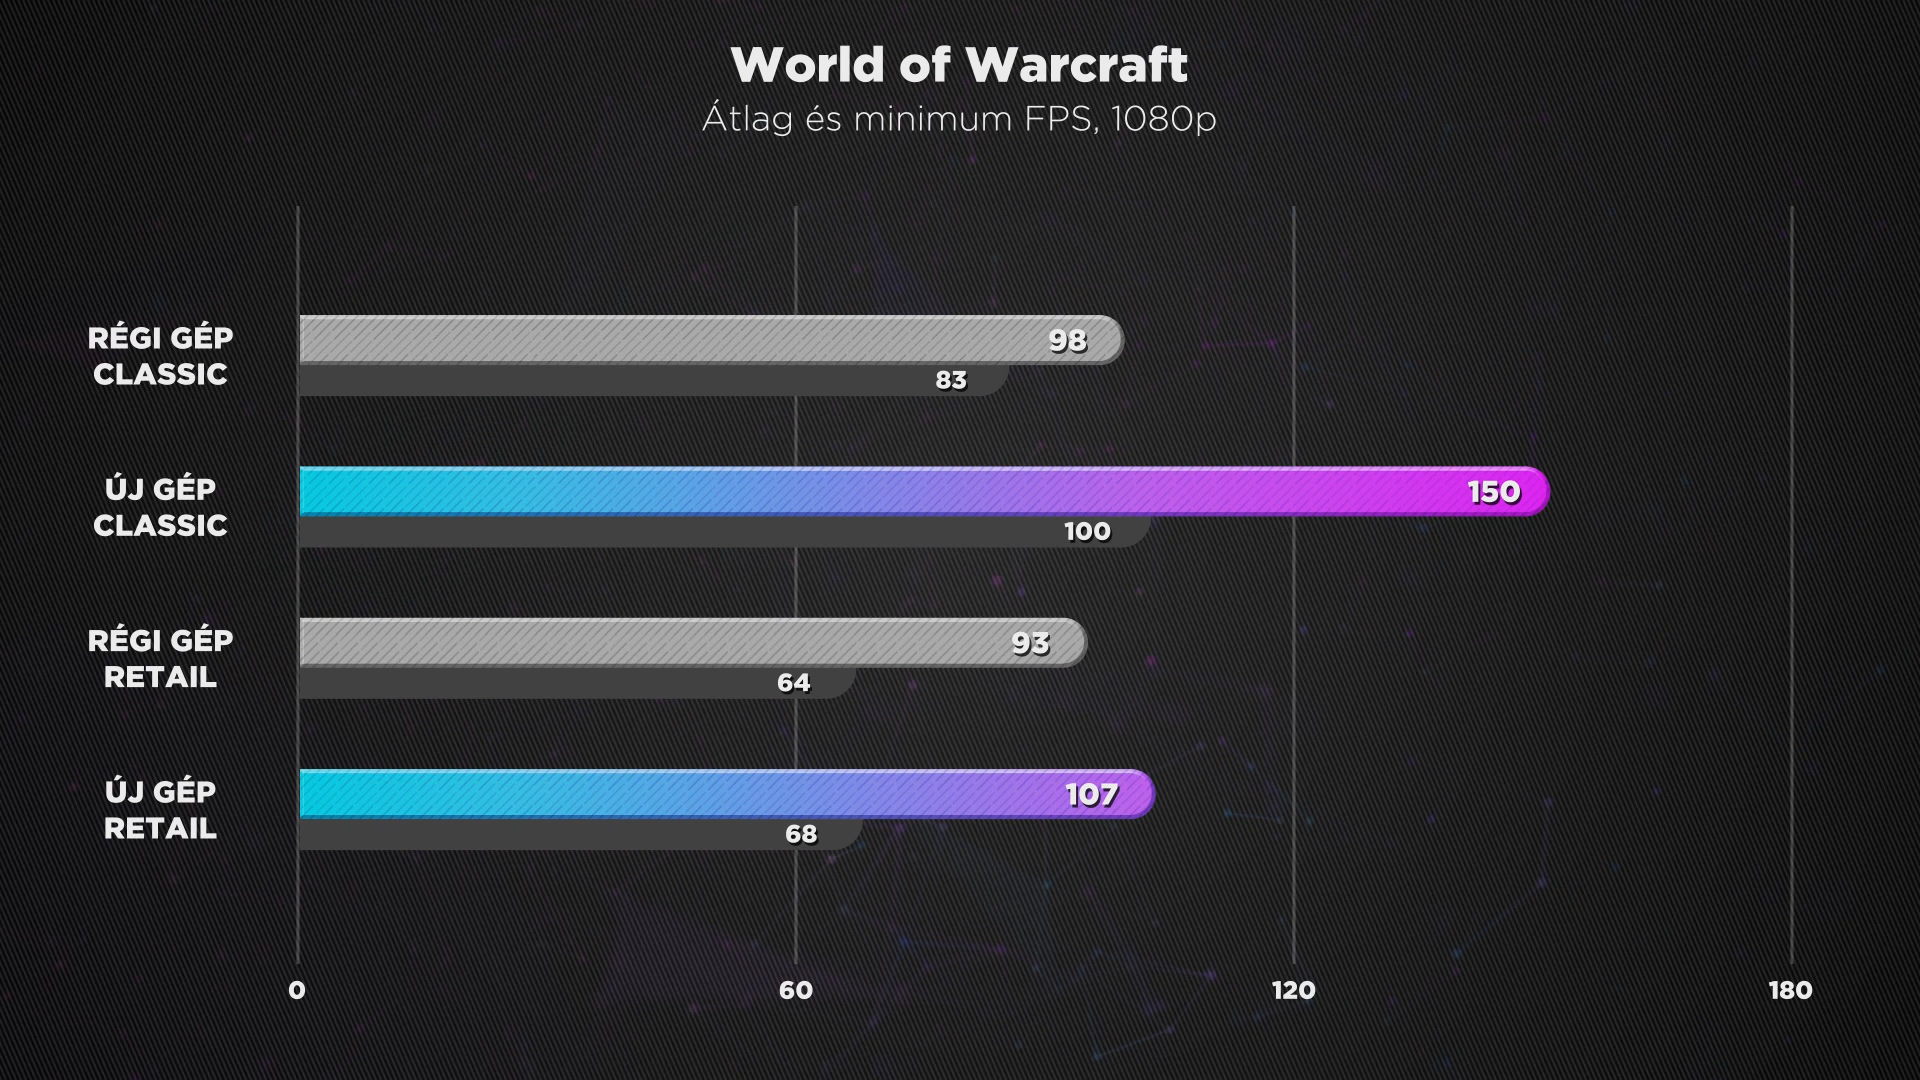 World of Warcraft
Átlag és minimum FPS, 1080p
RÉGI GÉP
CLASSIC
98
83
ÚJ GÉP
CLASSIC
150
100
RÉGI GÉP
RETAIL
93
64
ÚJ GÉP
RETAIL
107
68
0 60 120 180